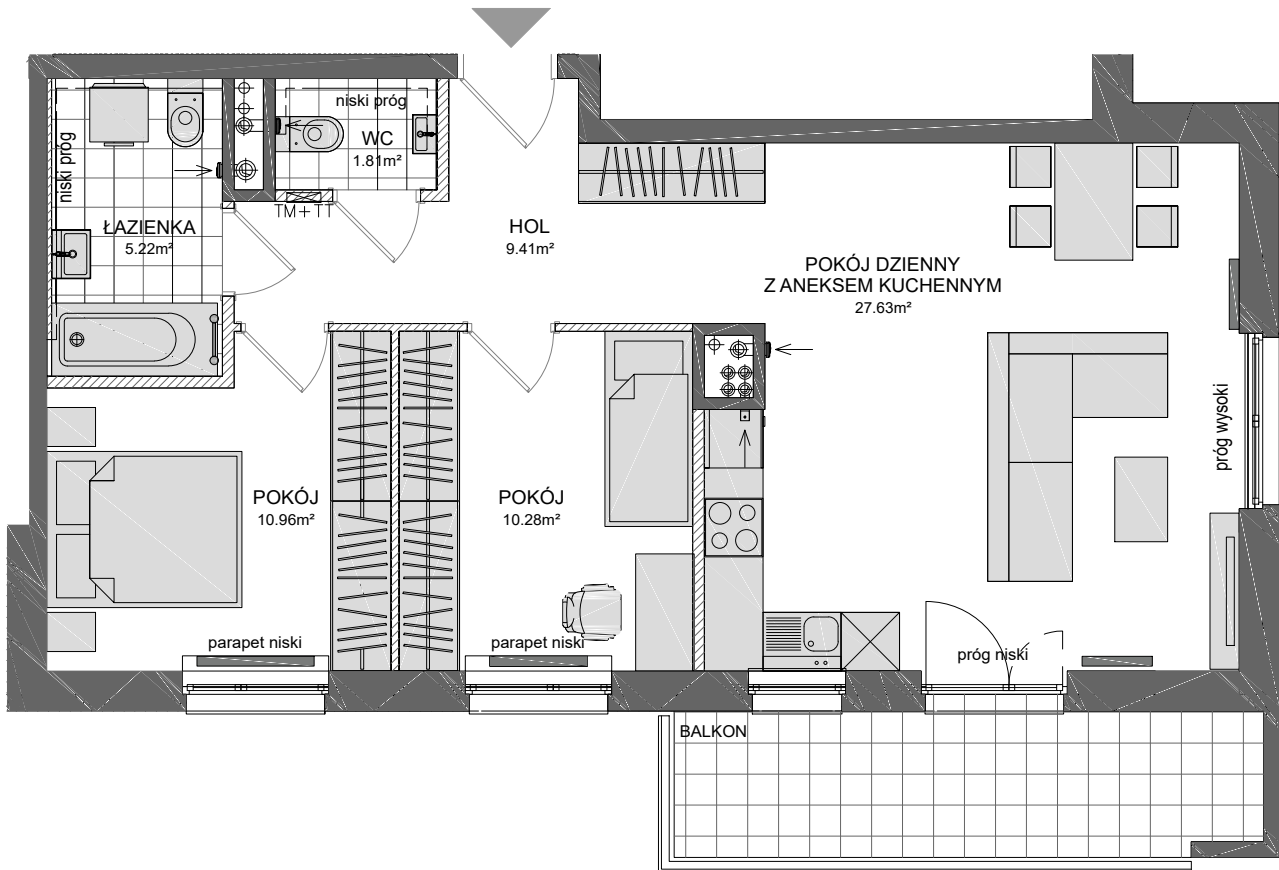 niski próg
WC
1.81m²
niski próg
TM+TT
ŁAZIENKA
5.22m²
HOL
9.41m²
POKÓJ DZIENNY
Z ANEKSEM KUCHENNYM
27.63m²
próg wysoki
POKÓJ
10.96m²
POKÓJ
10.28m²
parapet niski
parapet niski
próg niski
BALKON